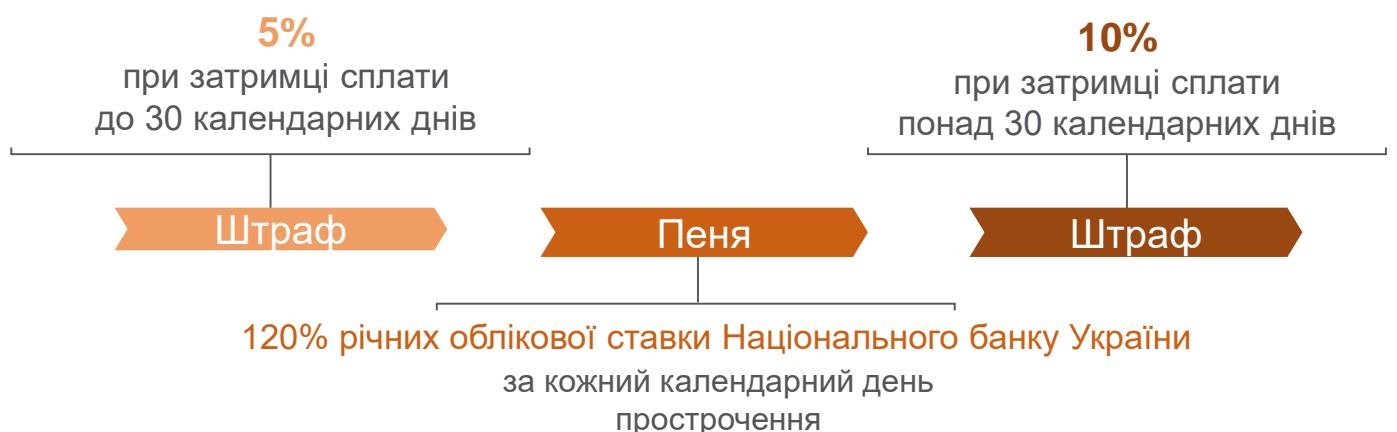 5%
при затримці сплати
до 30 календарних днів
10%
при затримці сплати
понад 30 календарних днів
Штраф
Пеня
Штраф
120% річних облікової ставки Національного банку України
за кожний календарний день
прострочення